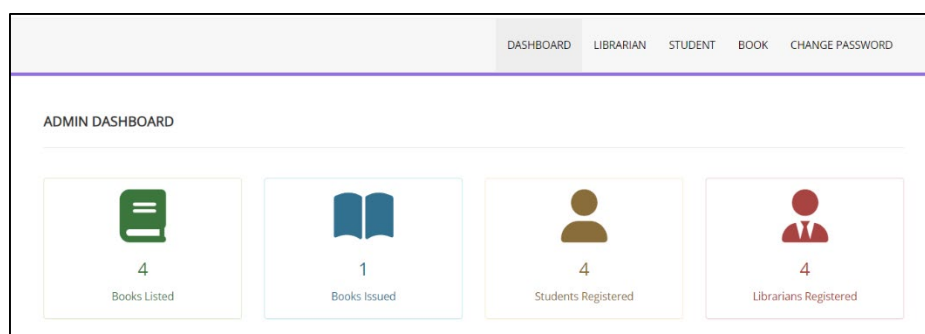 DASHBOARD LIBRARIAN STUDENT BOOK CHANGE PASSWORD
ADMIN DASHBOARD
4 1 4 4
Books Listed Books Issued Students Registered Librarians Registered